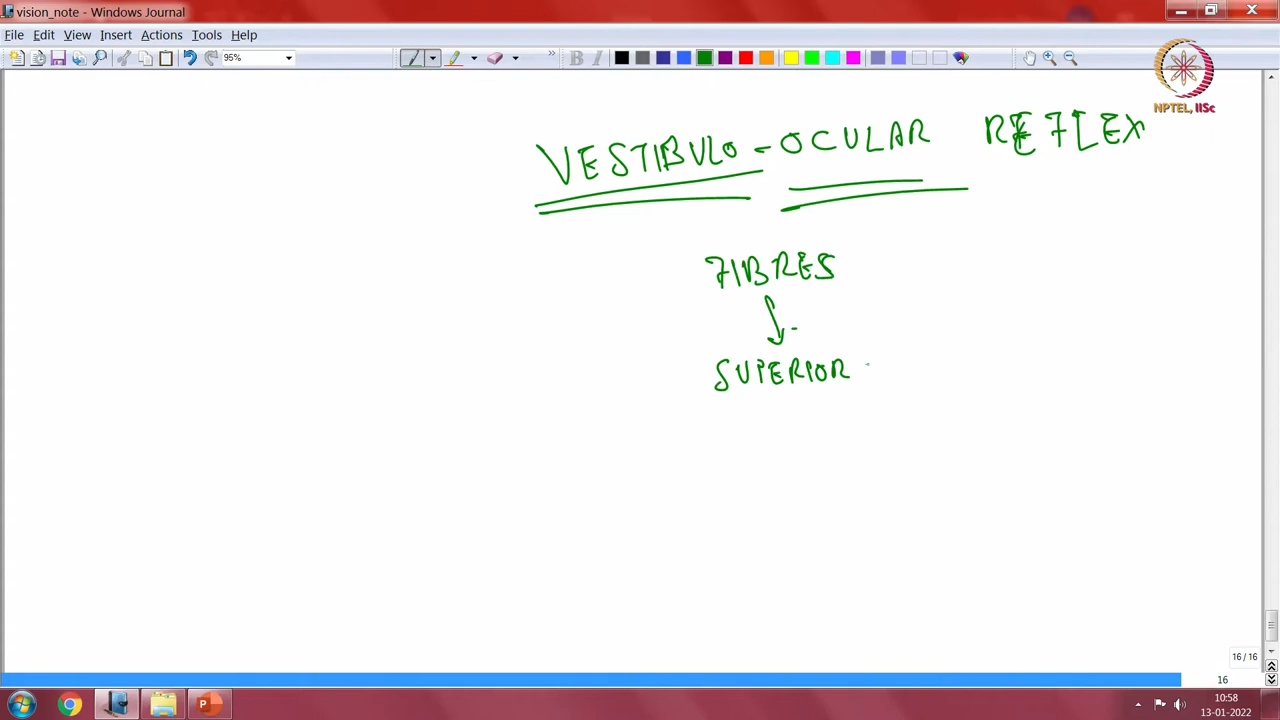 vision_note - Windows Journal
File Edit View Insert Actions Tools Help
95%
B I
NPTEL, IISc
VESTIBULO - OCULAR REFLEX
FIBRES
SUPERIOR
16 / 16
16
10:58
13-01-2022